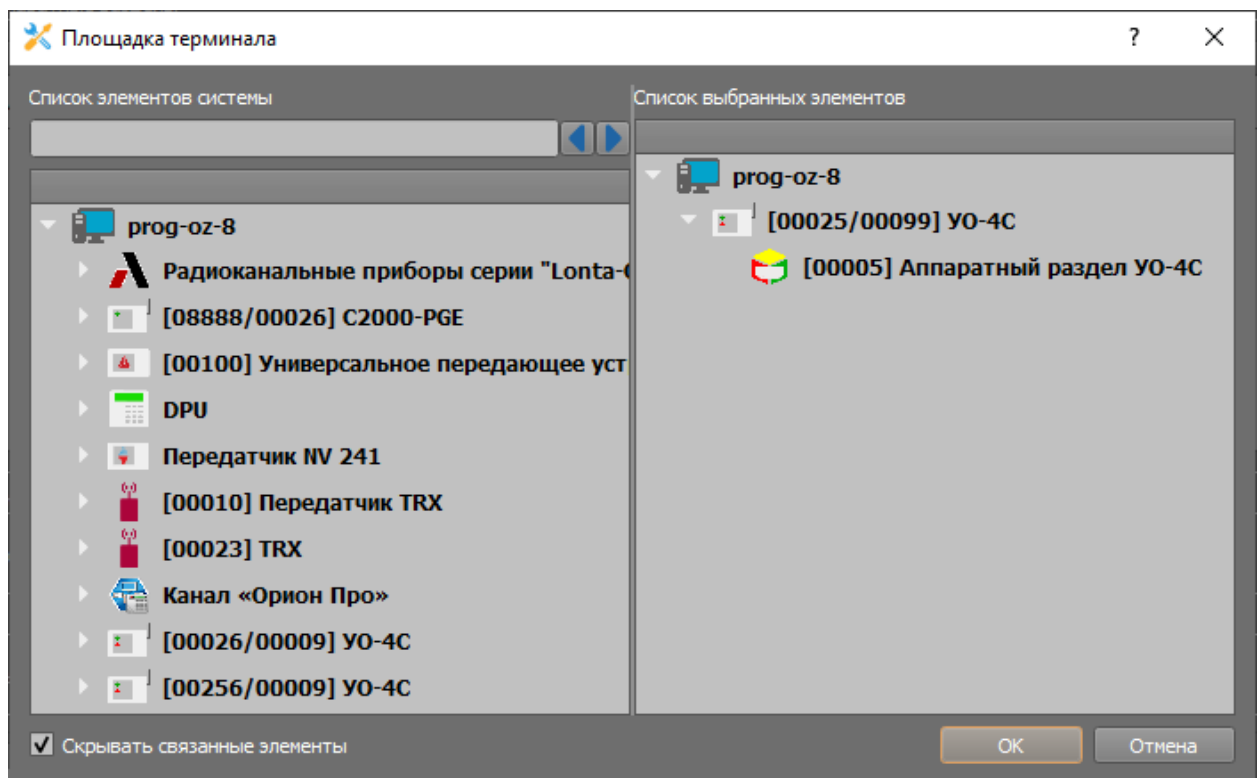 Площадка терминала
?
Список элементов системы
Список выбранных элементов
prog-oz-8
Радиоканальные приборы серии "Lonta-
[08888/00026] C2000-PGE
[00100] Универсальное передающее уст
DPU
Передатчик NV 241
[00010] Передатчик TRX
[00023] TRX
Канал «Орион Про»
[00026/00009] УО-4С
[00256/00009] УО-4С
prog-oz-8
[00025/00099] УО-4С
[00005] Аппаратный раздел УО-4С
Скрывать связанные элементы
OK
Отмена